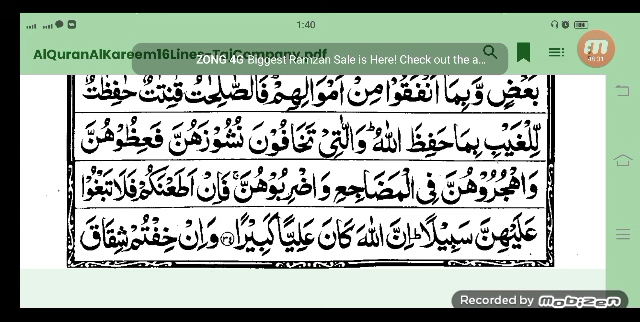 1:40
AlQuranAlKareem16Lines-TajCompany.pdf
ZONG 4G Biggest Ramzan Sale is Here! Check out the a...
بَعْضٍ وَّبِمَاۤ اَنْفَقُوْا مِنْ اَمْوَالِهِمْ ؕ فَالصّٰلِحٰتُ قٰنِتٰتٌ حٰفِظٰتٌ
لِّلْغَیْبِ بِمَا حَفِظَ اللّٰهُ ؕ وَالّٰتِیْ تَخَافُوْنَ نُشُوْزَهُنَّ فَعِظُوْهُنَّ
وَاهْجُرُوْهُنَّ فِی الْمَضَاجِعِ وَاضْرِبُوْهُنَّ ۚ فَاِنْ اَطَعْنَكُمْ فَلَا تَبْغُوْا
عَلَیْهِنَّ سَبِیْلًا ؕ اِنَّ اللّٰهَ كَانَ عَلِیًّا كَبِیْرًا ﴿۳۴﴾ وَاِنْ خِفْتُمْ شِقَاقَ
Recorded by mobizen